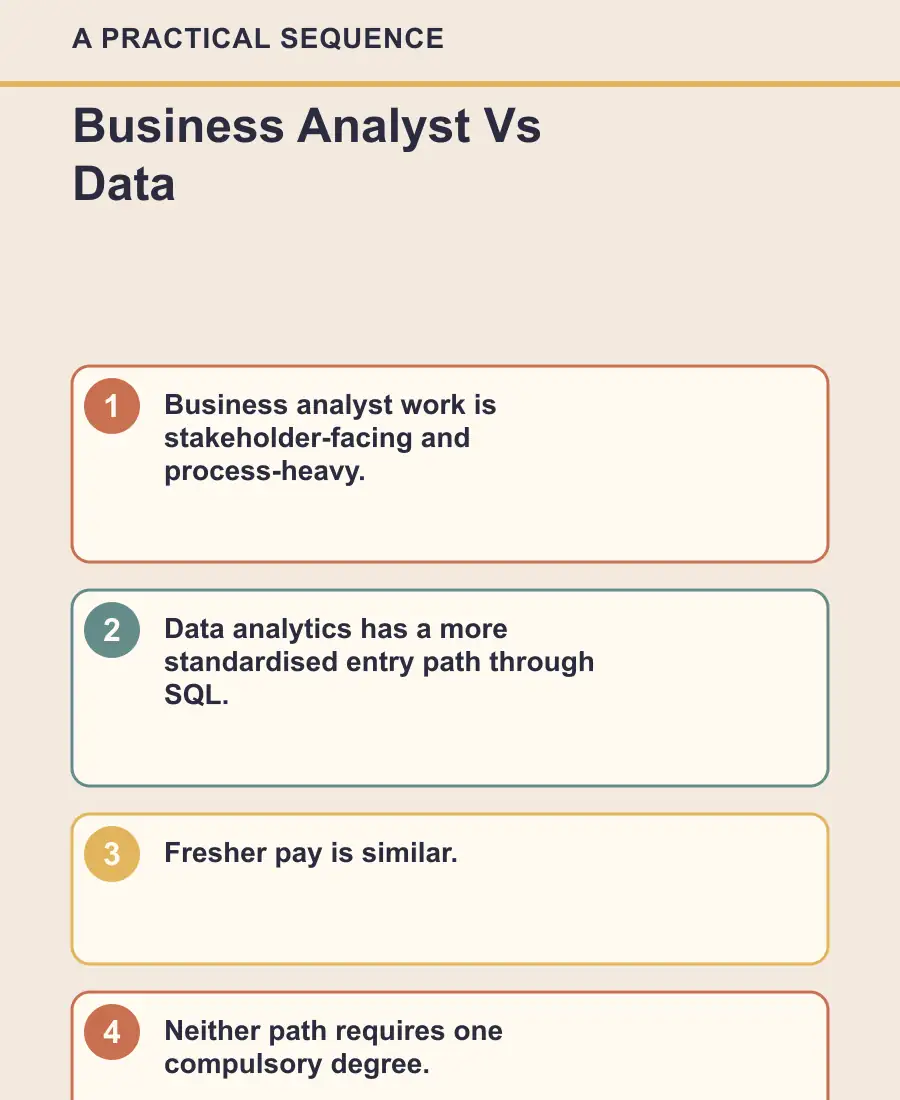 A PRACTICAL SEQUENCE
Business Analyst Vs
Data
1
Business analyst work is
stakeholder-facing and
process-heavy.
2
Data analytics has a more
standardised entry path through
SQL.
3
Fresher pay is similar.
4
Neither path requires one
compulsory degree.